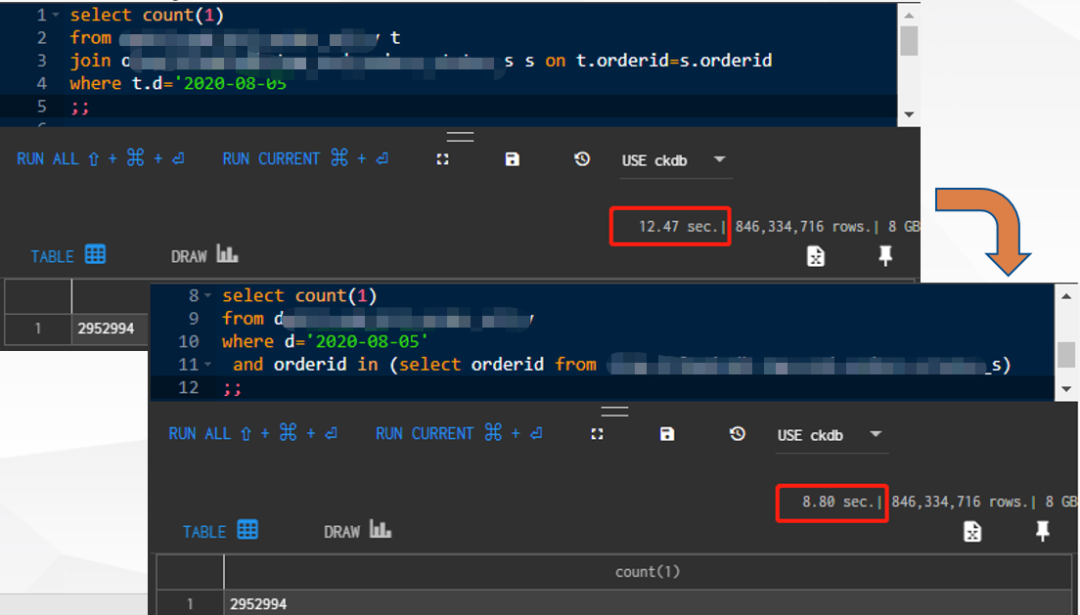 1 select count(1)
2 from t
3 join s s on t.orderid=s.orderid
4 where t.d='2020-08-05
5 ;;
RUN ALL ⇧ + ⌘ + ⏎ RUN CURRENT ⌘ + ⏎ USE ckdb
12.47 sec.| 846,334,716 rows.| 8 GB
TABLE DRAW
1 2952994
8 select count(1)
9 from
10 where d='2020-08-05'
11 and orderid in (select orderid from _s)
12 ;;
RUN ALL ⇧ + ⌘ + ⏎ RUN CURRENT ⌘ + ⏎ USE ckdb
8.80 sec.| 846,334,716 rows.| 8 GB
TABLE DRAW
count(1)
1 2952994